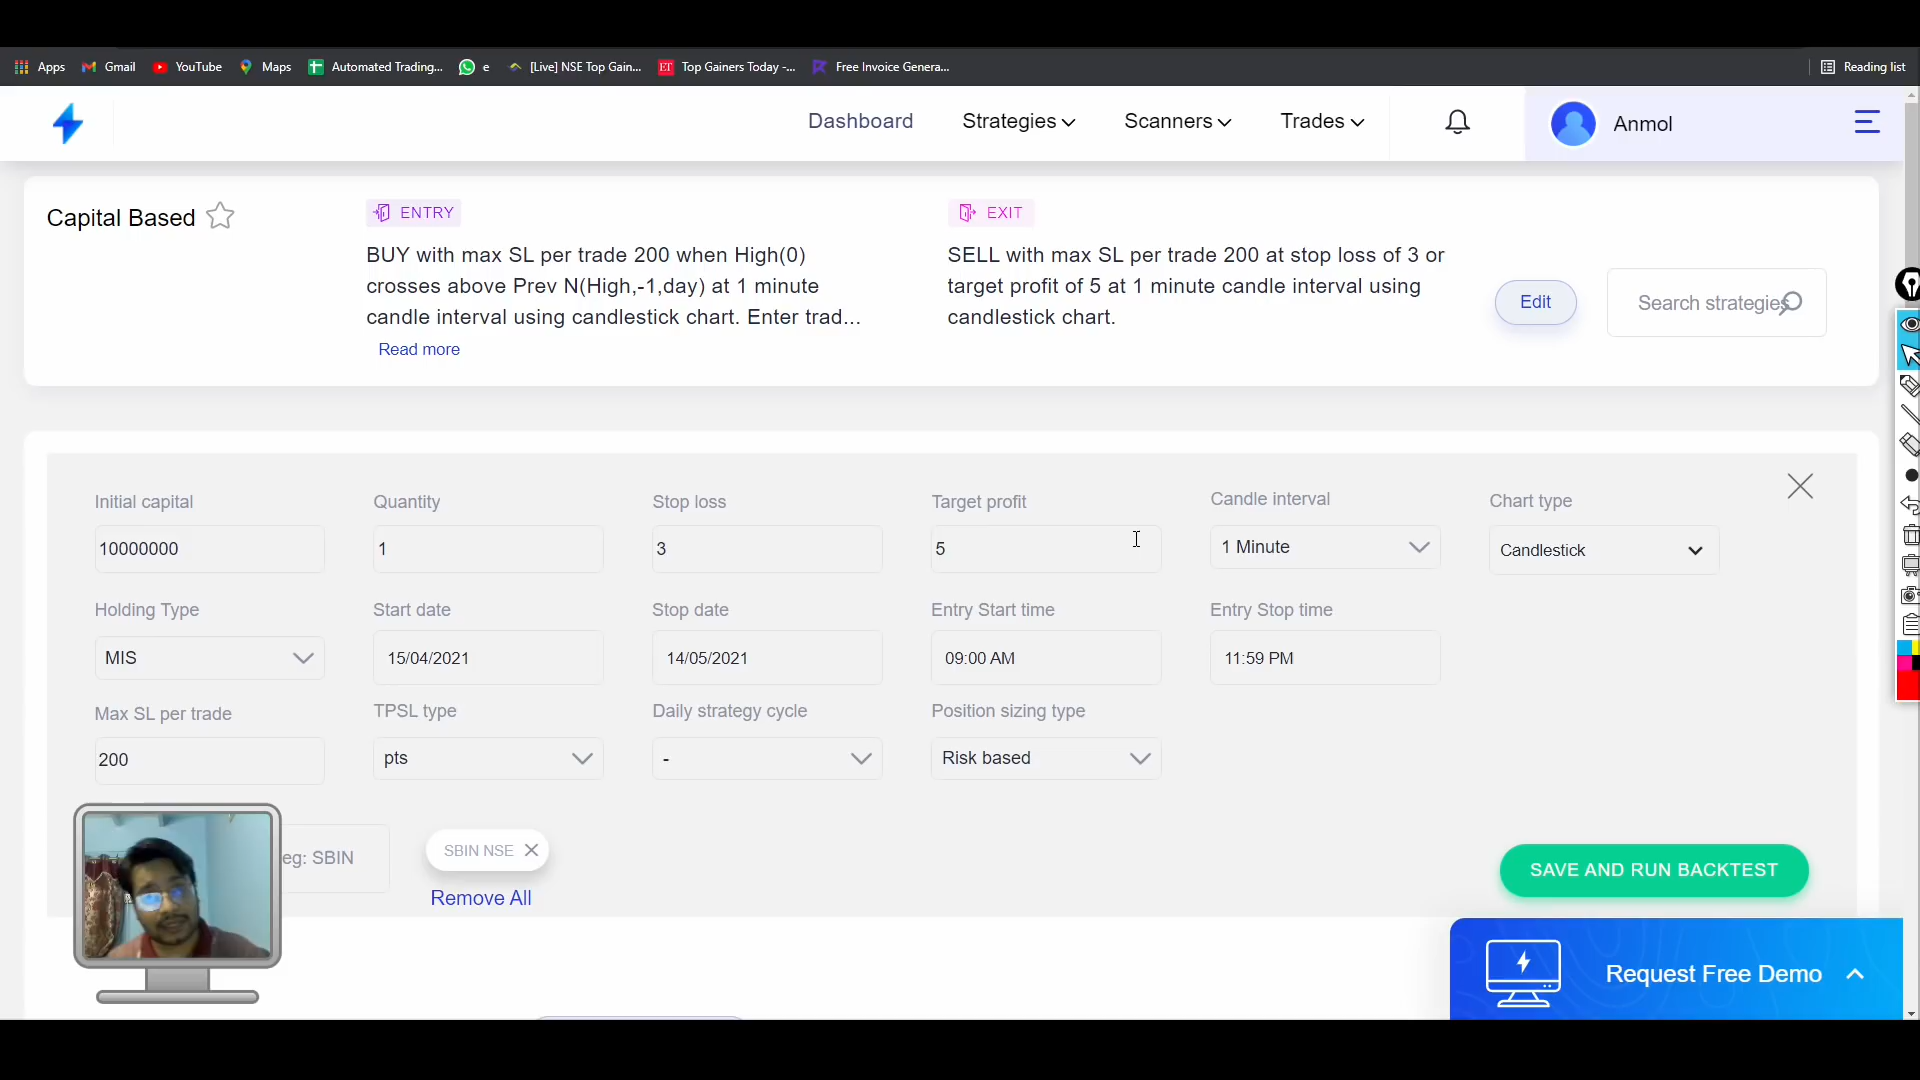 Apps Gmail YouTube Maps Automated Trading... e [Live] NSE Top Gain... Top Gainers Today -... Free Invoice Genera... Reading list
Dashboard Strategies Scanners Trades Anmol
Capital Based
ENTRY
BUY with max SL per trade 200 when High(0)
crosses above Prev N(High,-1,day) at 1 minute
candle interval using candlestick chart. Enter trad...
Read more
EXIT
SELL with max SL per trade 200 at stop loss of 3 or
target profit of 5 at 1 minute candle interval using
candlestick chart.
Edit
Search strategies
Initial capital Quantity Stop loss Target profit Candle interval Chart type
10000000 1 3 5 1 Minute Candlestick
Holding Type Start date Stop date Entry Start time Entry Stop time
MIS 15/04/2021 14/05/2021 09:00 AM 11:59 PM
Max SL per trade TPSL type Daily strategy cycle Position sizing type
200 pts - Risk based
eg: SBIN SBIN NSE
Remove All
SAVE AND RUN BACKTEST
Request Free Demo